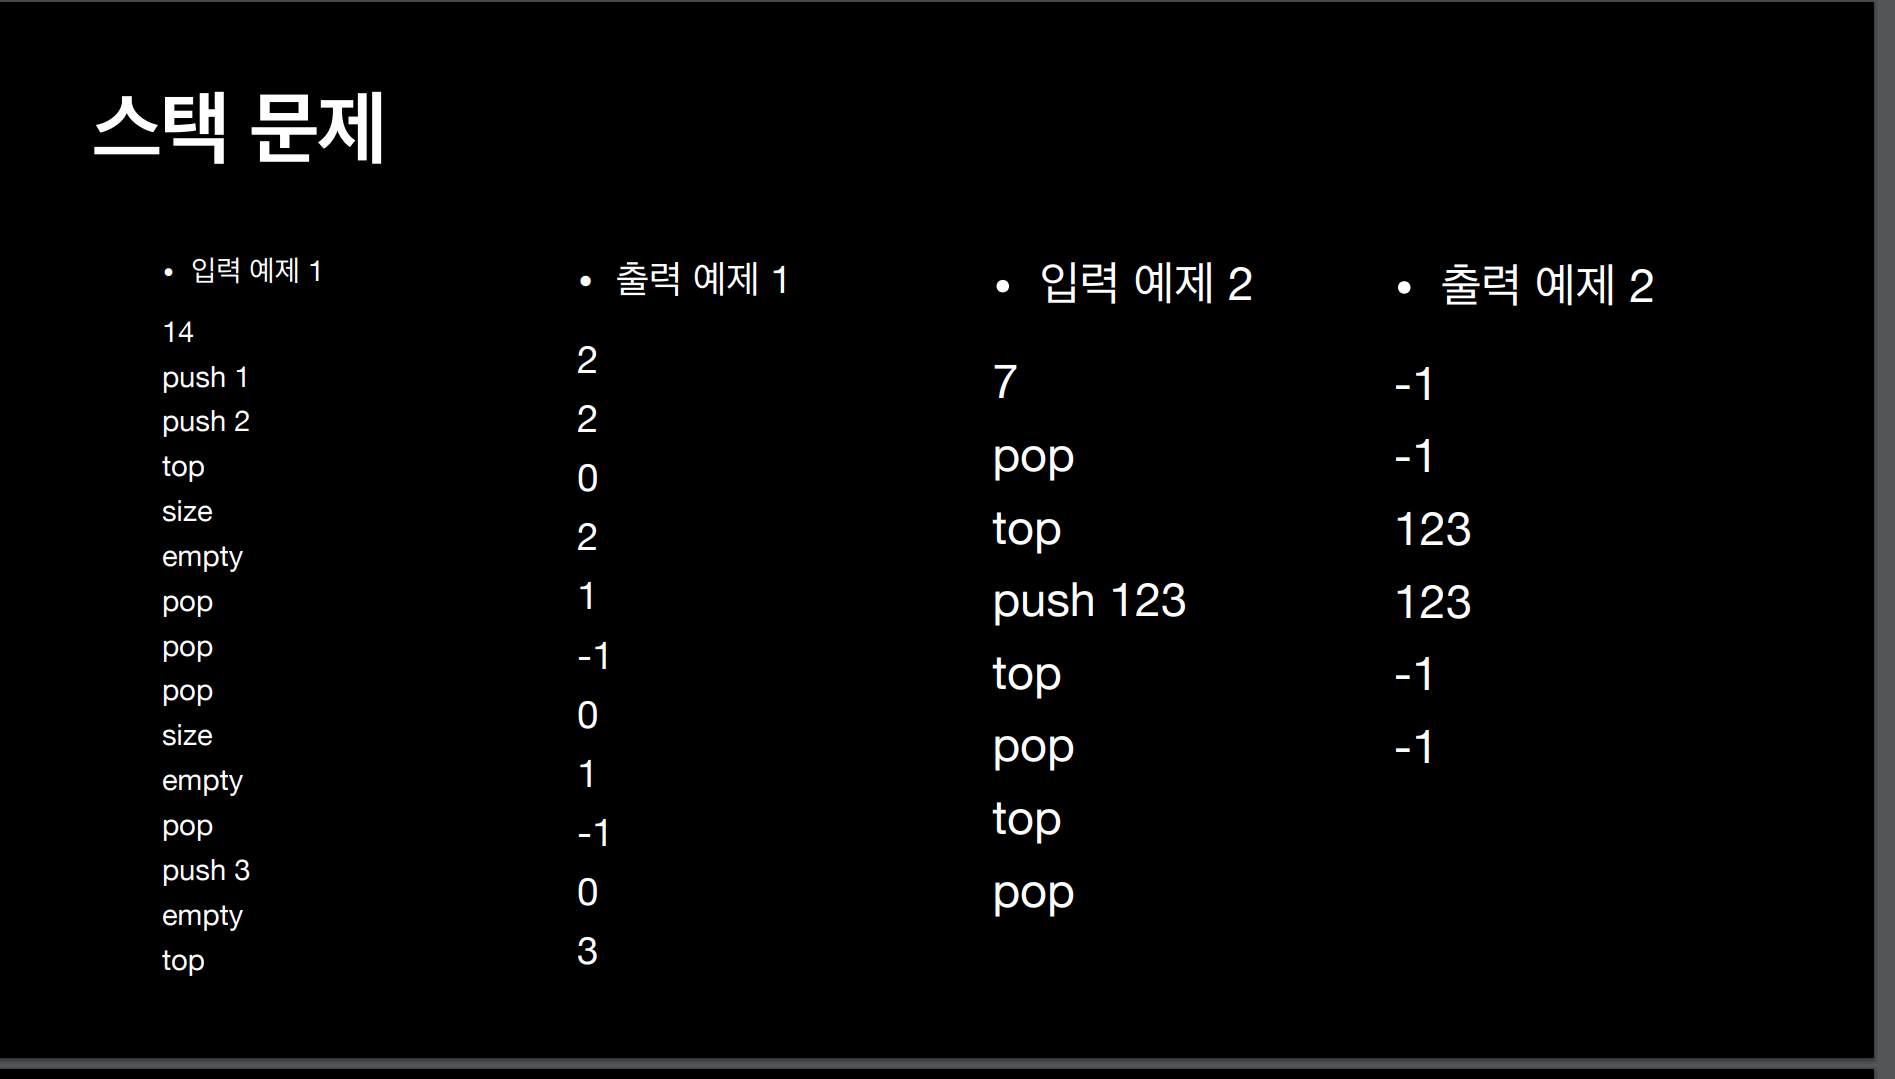 스택 문제
• 입력 예제 1
14
push 1
push 2
top
size
empty
pop
pop
pop
size
empty
pop
push 3
empty
top
• 출력 예제 1
2
2
0
2
1
-1
0
1
-1
0
3
• 입력 예제 2
7
pop
top
push 123
top
pop
top
pop
• 출력 예제 2
-1
-1
123
123
-1
-1